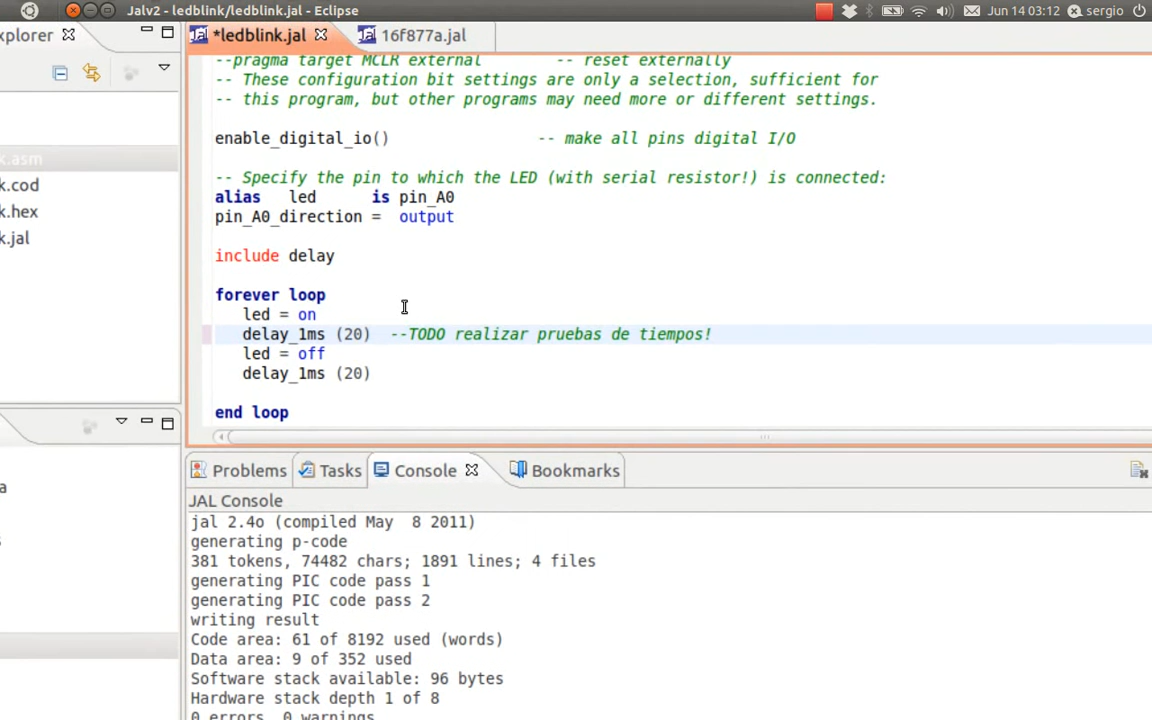 Jalv2 - ledblink/ledblink.jal - Eclipse
Jun 14 03:12 sergio
xplorer
*ledblink.jal
16f877a.jal
k.asm
k.cod
k.hex
k.jal
--pragma target MCLR external -- reset externally
-- These configuration bit settings are only a selection, sufficient for
-- this program, but other programs may need more or different settings.
enable_digital_io() -- make all pins digital I/O
-- Specify the pin to which the LED (with serial resistor!) is connected:
alias led is pin_A0
pin_A0_direction = output
include delay
forever loop
led = on
delay_1ms (20) --TODO realizar pruebas de tiempos!
led = off
delay_1ms (20)
end loop
a
s
Problems Tasks Console Bookmarks
JAL Console
jal 2.4o (compiled May 8 2011)
generating p-code
381 tokens, 74482 chars; 1891 lines; 4 files
generating PIC code pass 1
generating PIC code pass 2
writing result
Code area: 61 of 8192 used (words)
Data area: 9 of 352 used
Software stack available: 96 bytes
Hardware stack depth 1 of 8
0 errors, 0 warnings